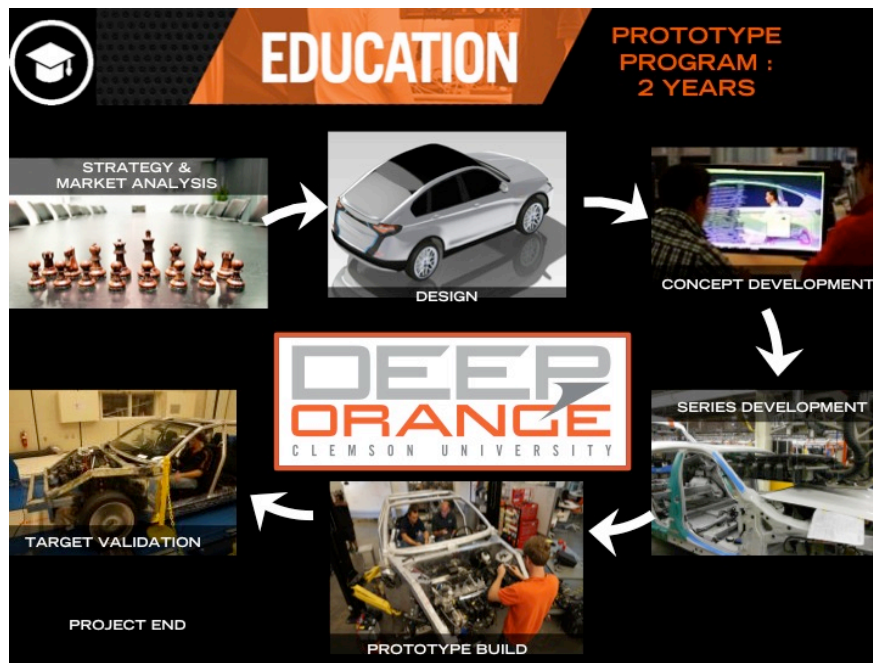 EDUCATION
PROTOTYPE
PROGRAM :
2 YEARS
STRATEGY &
MARKET ANALYSIS
DESIGN
CONCEPT DEVELOPMENT
DEEP
ORANGE
CLEMSON UNIVERSITY
SERIES DEVELOPMENT
TARGET VALIDATION
PROTOTYPE BUILD
PROJECT END